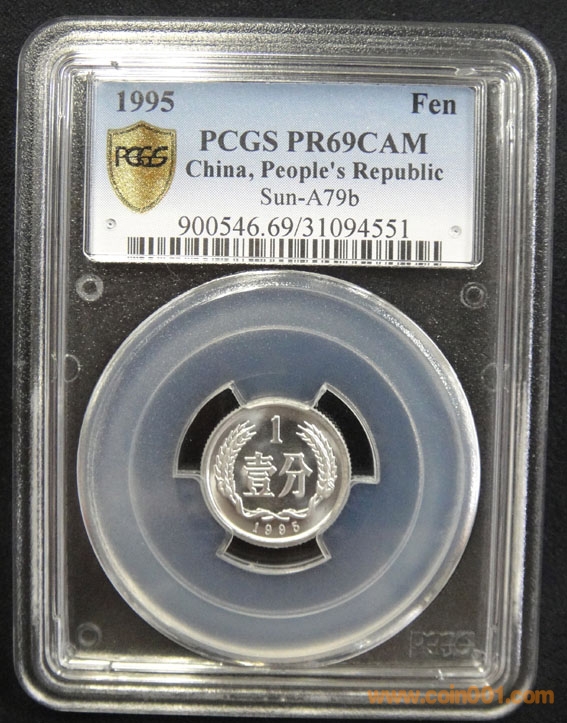 1995 Fen
PCGS
PCGS PR69CAM
China, People's Republic
Sun-A79b
900546.69/31094551
1
壹分
1995
PCGS
www.coin001.com